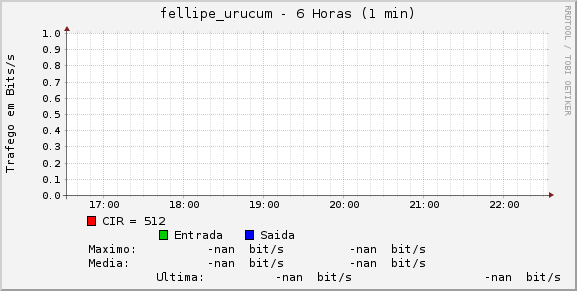 fellipe_urucum - 6 Horas (1 min)
RRDTOOL / TOBI OETIKER
Trafego em Bits/s
1.0
0.9
0.8
0.7
0.6
0.5
0.4
0.3
0.2
0.1
0.0
17:00 18:00 19:00 20:00 21:00 22:00
CIR = 512
Entrada Saida
Maximo: -nan bit/s -nan bit/s
Media: -nan bit/s -nan bit/s
Ultima: -nan bit/s -nan bit/s